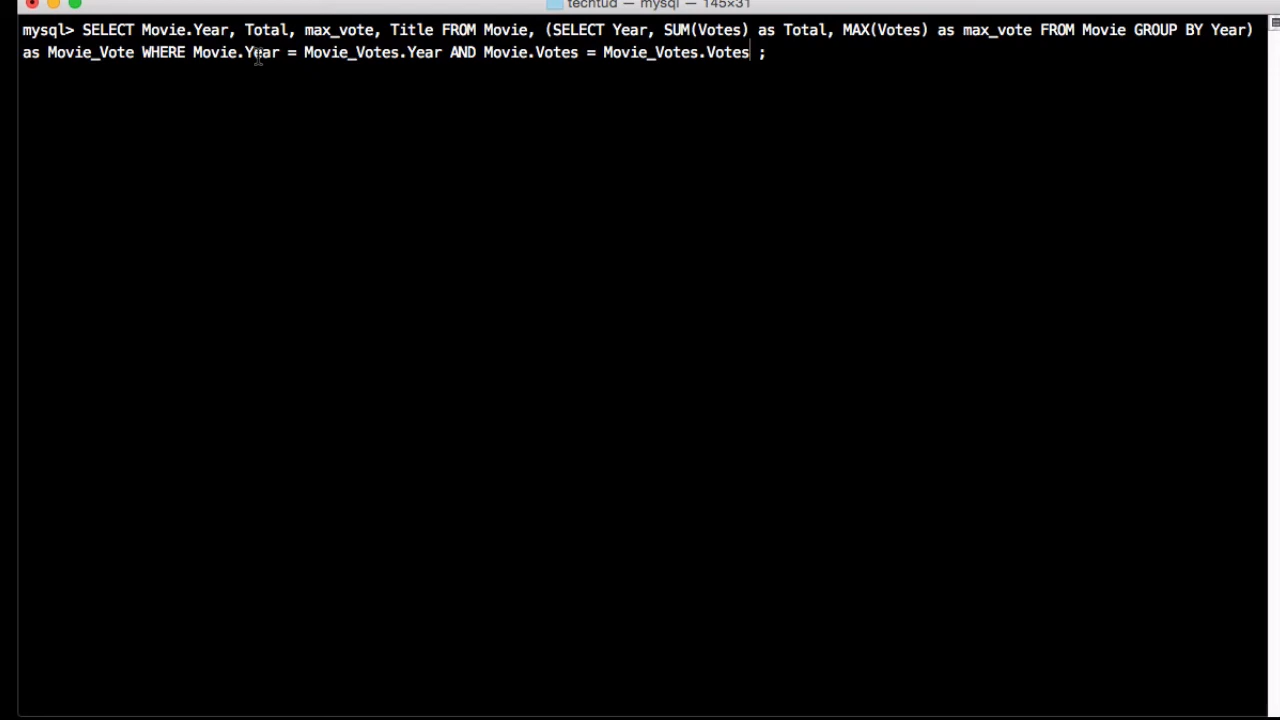 techtud — mysql — 145×31
mysql> SELECT Movie.Year, Total, max_vote, Title FROM Movie, (SELECT Year, SUM(Votes) as Total, MAX(Votes) as max_vote FROM Movie GROUP BY Year)
as Movie_Vote WHERE Movie.Year = Movie_Votes.Year AND Movie.Votes = Movie_Votes.Votes ;